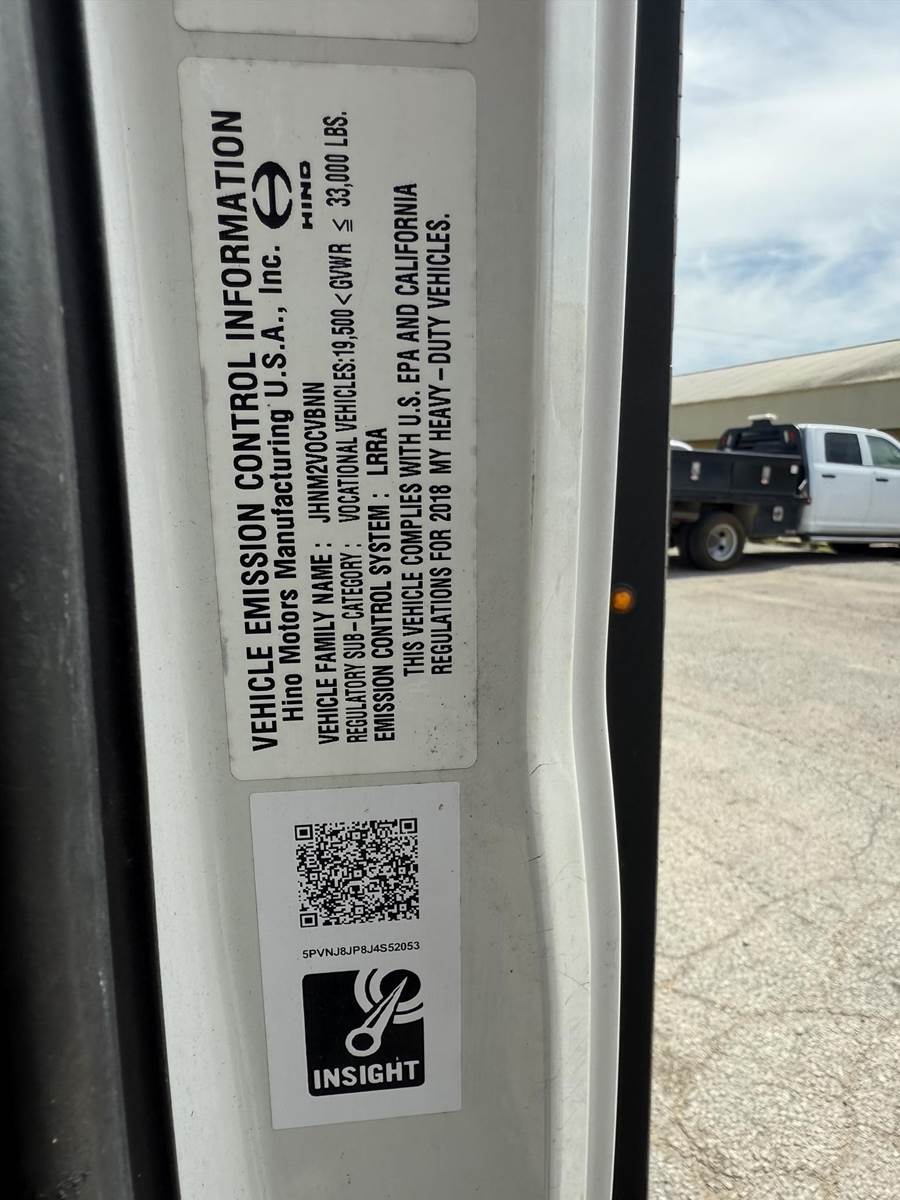 VEHICLE EMISSION CONTROL INFORMATION
Hino Motors Manufacturing U.S.A., Inc.
HINO
VEHICLE FAMILY NAME : JHNM2VOCVBNN
REGULATORY SUB-CATEGORY : VOCATIONAL VEHICLES:19,500 < GVWR ≦ 33,000 LBS.
EMISSION CONTROL SYSTEM : LRRA
THIS VEHICLE COMPLIES WITH U.S. EPA AND CALIFORNIA
REGULATIONS FOR 2018 MY HEAVY-DUTY VEHICLES.
5PVNJ8JP8J4S52053
INSIGHT